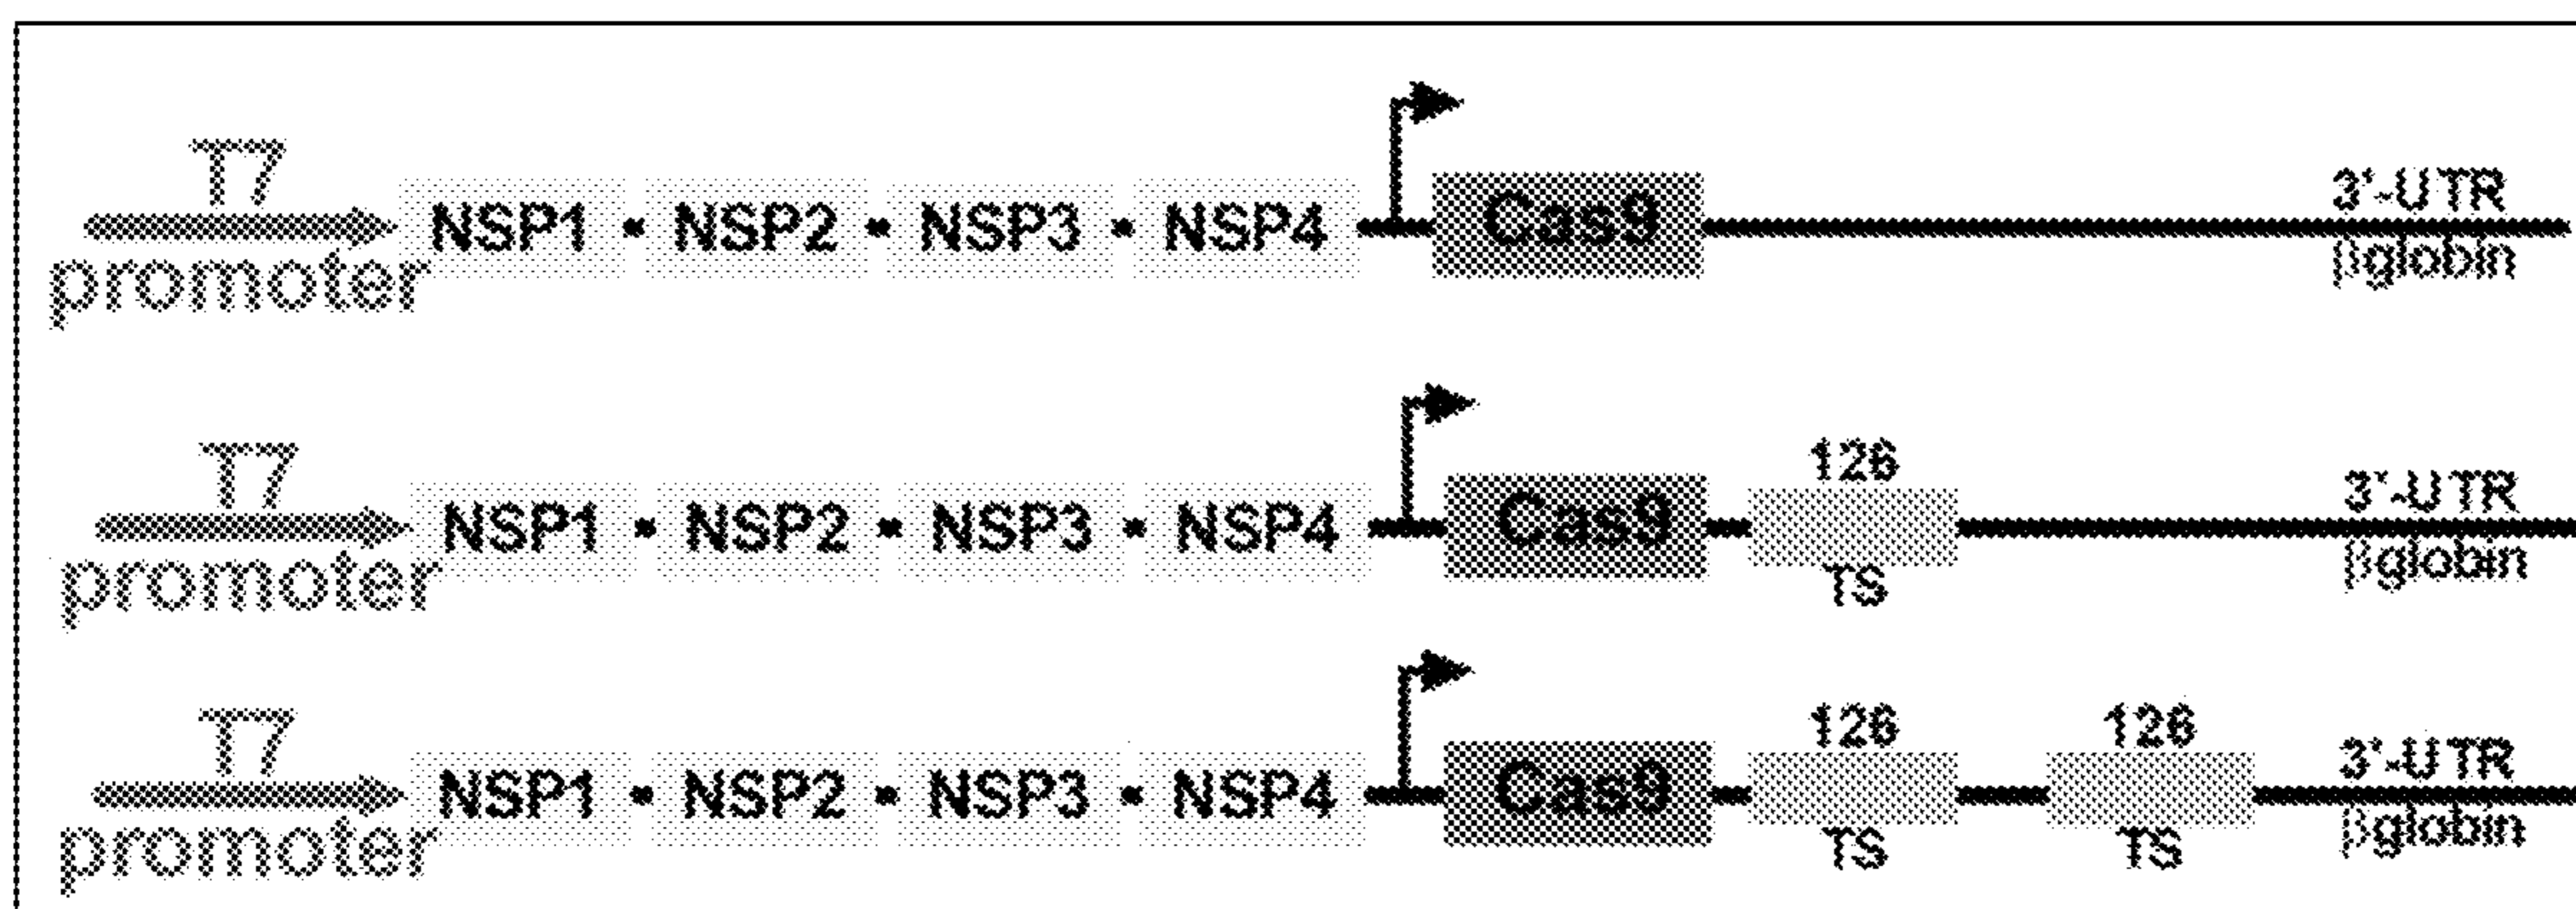 T7
promoter
NSP1 • NSP2 • NSP3 • NSP4
Cas9
3'-UTR
βglobin
T7
promoter
NSP1 • NSP2 • NSP3 • NSP4
Cas9
126
TS
3'-UTR
βglobin
T7
promoter
NSP1 • NSP2 • NSP3 • NSP4
Cas9
126
TS
126
TS
3'-UTR
βglobin